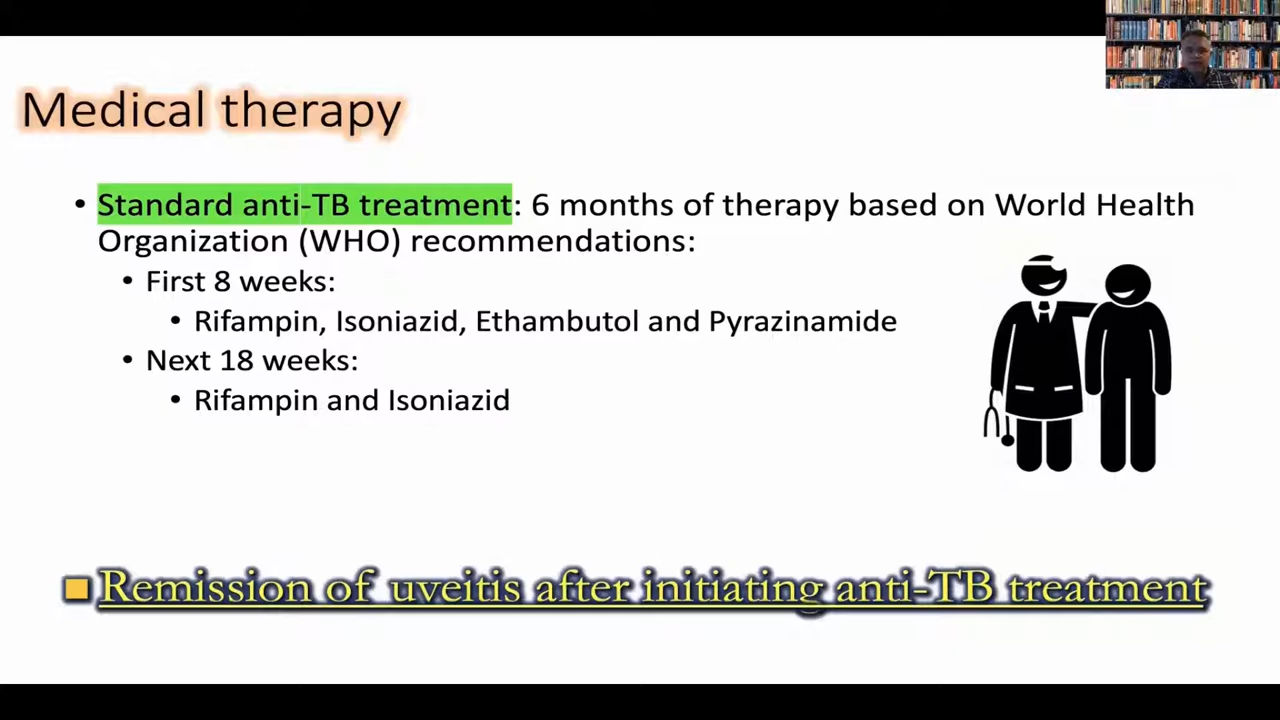 Medical therapy
• Standard anti-TB treatment: 6 months of therapy based on World Health
Organization (WHO) recommendations:
• First 8 weeks:
• Rifampin, Isoniazid, Ethambutol and Pyrazinamide
• Next 18 weeks:
• Rifampin and Isoniazid
■ Remission of uveitis after initiating anti-TB treatment